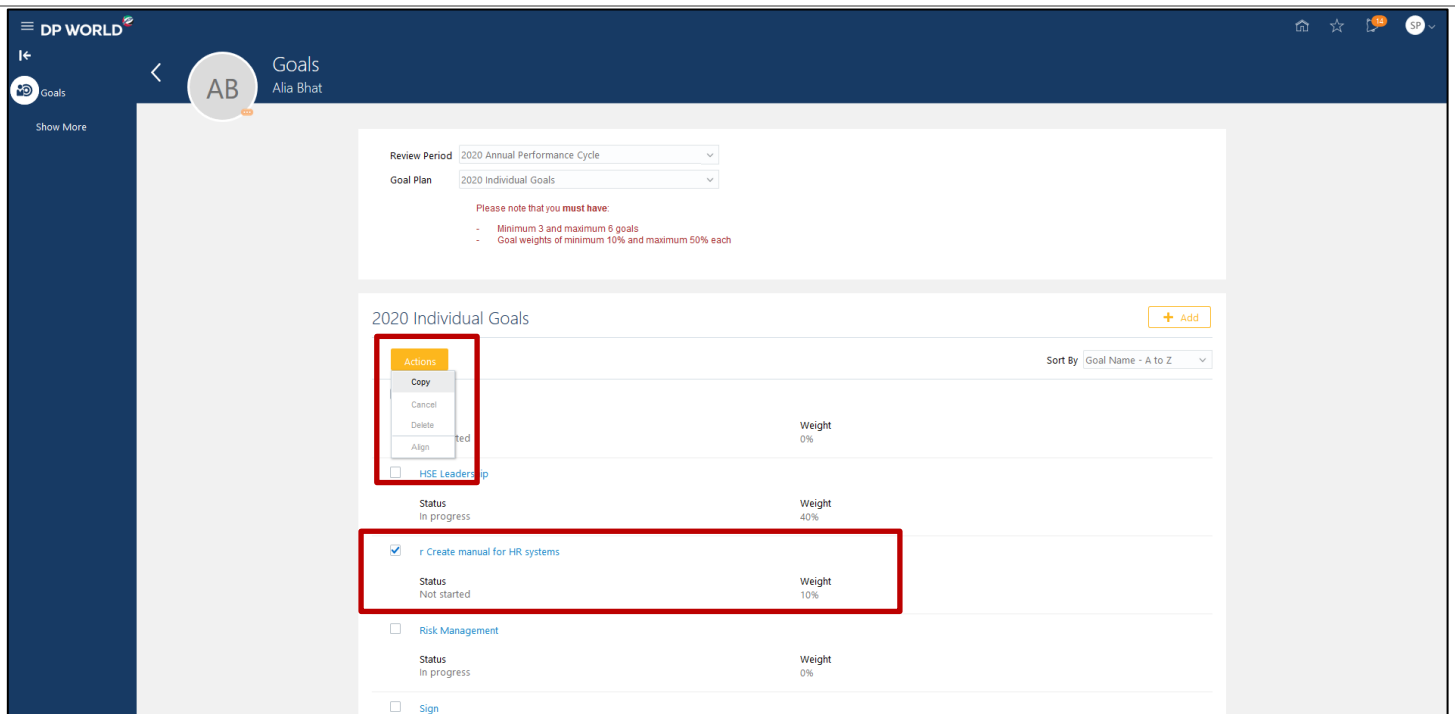 DP WORLD
14
SP
Goals
AB
Goals
Alia Bhat
Show More
Review Period 2020 Annual Performance Cycle
Goal Plan 2020 Individual Goals
Please note that you must have:
- Minimum 3 and maximum 6 goals
- Goal weights of minimum 10% and maximum 50% each
2020 Individual Goals
+ Add
Actions
Sort By Goal Name - A to Z
Copy
Cancel
Delete
Weight
ted
0%
Align
HSE Leadership
Status Weight
In progress 40%
r Create manual for HR systems
Status Weight
Not started 10%
Risk Management
Status Weight
In progress 0%
Sign